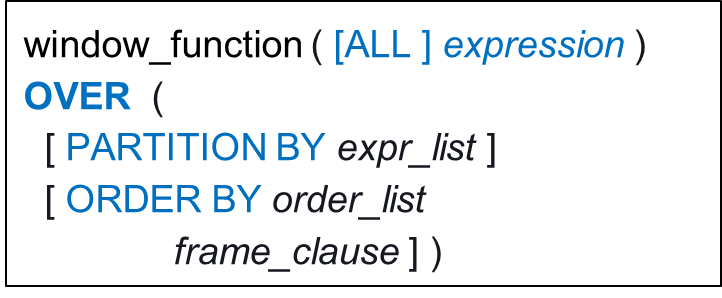 window_function ( [ALL ] expression )
OVER (
[ PARTITION BY expr_list ]
[ ORDER BY order_list
frame_clause ] )